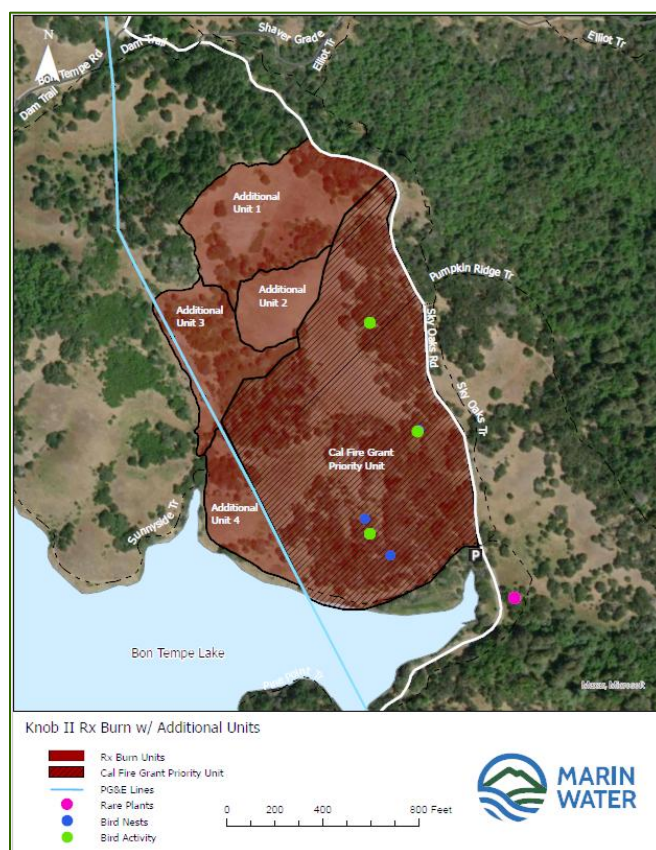 Shaver Grade
Elliot Tr
Elliot Tr
N
Dam Trail
Bon Tempe Rd
Dam Trail
Additional
Unit 1
Pumpkin Ridge Tr
Additional
Unit 2
Additional
Unit 3
Sky Oaks Rd
Sky Oaks Tr
Cal Fire Grant
Priority Unit
Additional
Unit 4
Sunnyside Tr
P
Bon Tempe Lake
Maxar, Microsoft
Knob II Rx Burn w/ Additional Units
Rx Burn Units
Cal Fire Grant Priority Unit
PG&E Lines
Rare Plants
Bird Nests
Bird Activity
0 200 400 800 Feet
MARIN
WATER